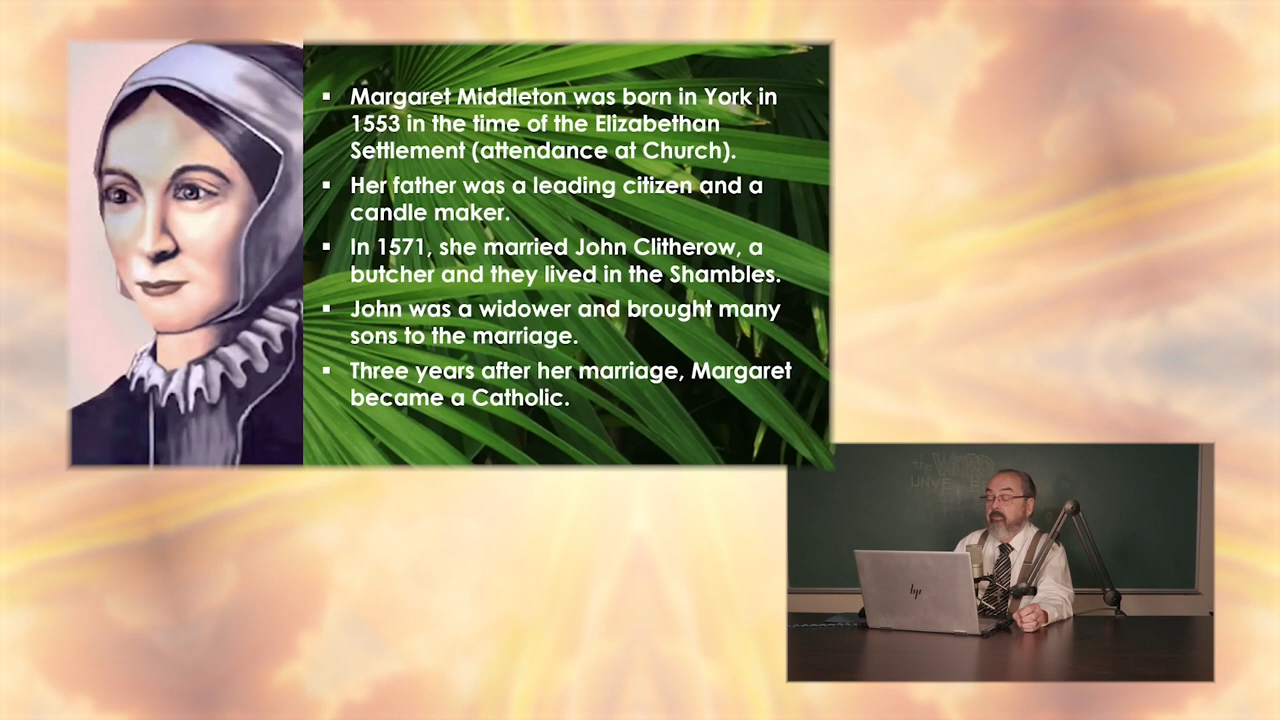 ▪ Margaret Middleton was born in York in
1553 in the time of the Elizabethan
Settlement (attendance at Church).
▪ Her father was a leading citizen and a
candle maker.
▪ In 1571, she married John Clitherow, a
butcher and they lived in the Shambles.
▪ John was a widower and brought many
sons to the marriage.
▪ Three years after her marriage, Margaret
became a Catholic.
the WORD
hp